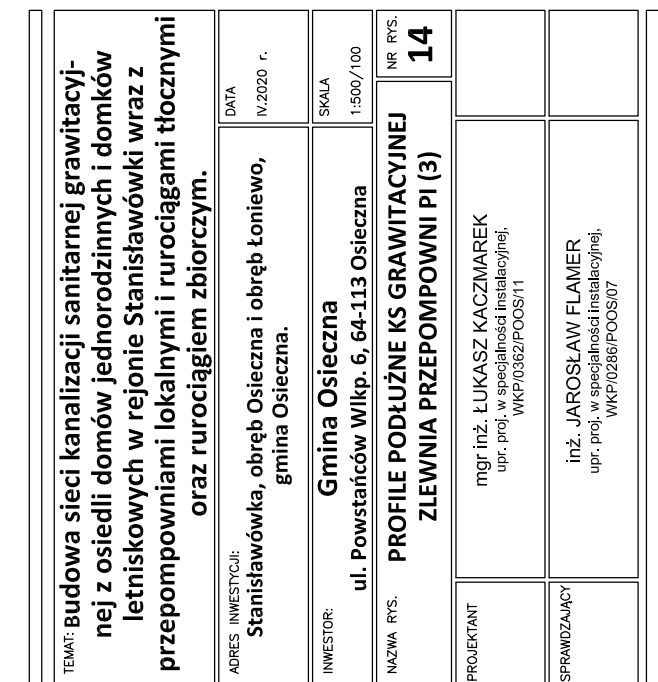 TEMAT: Budowa sieci kanalizacji sanitarnej grawitacyj-
nej z osiedli domów jednorodzinnych i domków
letniskowych w rejonie Stanisławówki wraz z
przepompowniami lokalnymi i rurociągami tłocznymi
oraz rurociągiem zbiorczym.
ADRES INWESTYCJI:
Stanisławówka, obręb Osieczna i obręb Łoniewo,
gmina Osieczna.
DATA
IV.2020 r.
INWESTOR:
Gmina Osieczna
ul. Powstańców Wlkp. 6, 64-113 Osieczna
SKALA
1:500/100
NAZWA RYS.
PROFILE PODŁUŻNE KS GRAWITACYJNEJ
ZLEWNIA PRZEPOMPOWNI PI (3)
NR RYS.
14
PROJEKTANT
mgr inż. ŁUKASZ KACZMAREK
upr. proj. w specjalności instalacyjnej,
WKP/0362/POOS/11
SPRAWDZAJĄCY
inż. JAROSŁAW FLAMER
upr. proj. w specjalności instalacyjnej,
WKP/0286/POOS/07